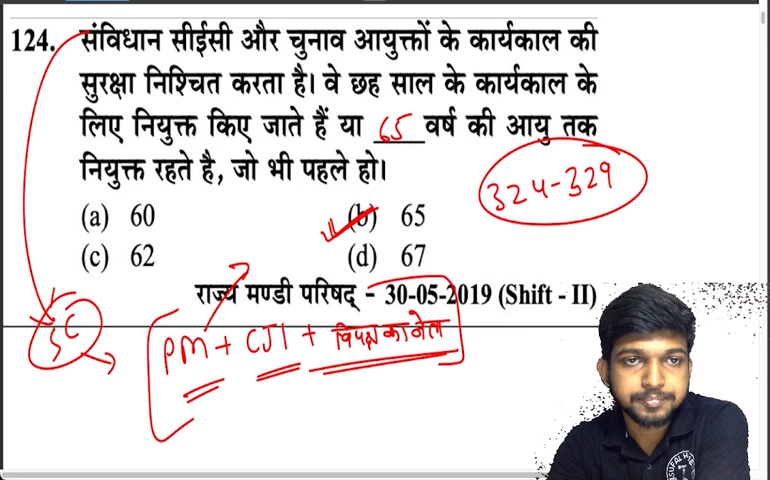 124. संविधान सीईसी और चुनाव आयुक्तों के कार्यकाल की
सुरक्षा निश्चित करता है। वे छह साल के कार्यकाल के
लिए नियुक्त किए जाते हैं या 65 वर्ष की आयु तक
नियुक्त रहते है, जो भी पहले हो।
324-329
(a) 60 (b) 65
(c) 62 (d) 67
राज्य मण्डी परिषद् - 30-05-2019 (Shift - II)
SC
PM + CJI + विपक्ष का नेता